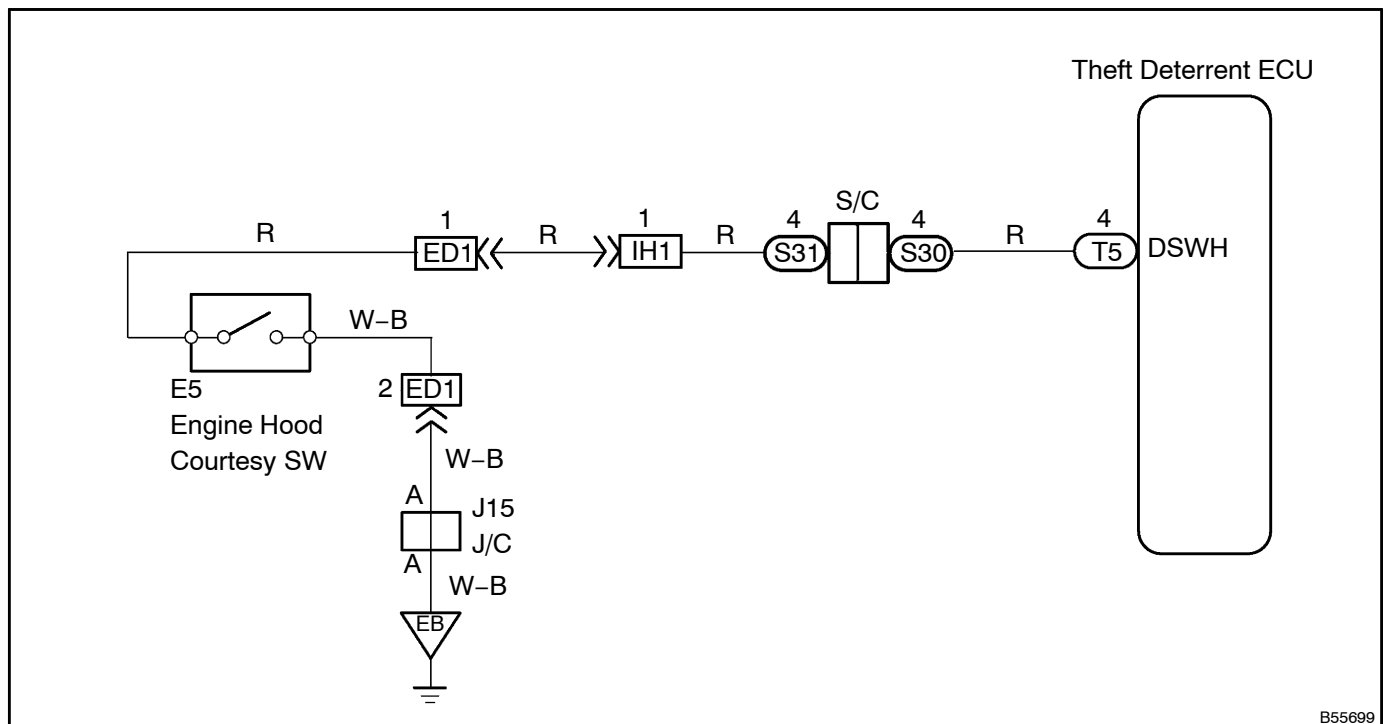 Theft Deterrent ECU
S/C
1
1
4
4
4
R
ED1
R
IH1
R
S31
S30
R
T5
DSWH
W–B
E5
Engine Hood
Courtesy SW
2
ED1
W–B
A
J15
J/C
A
W–B
EB
B55699